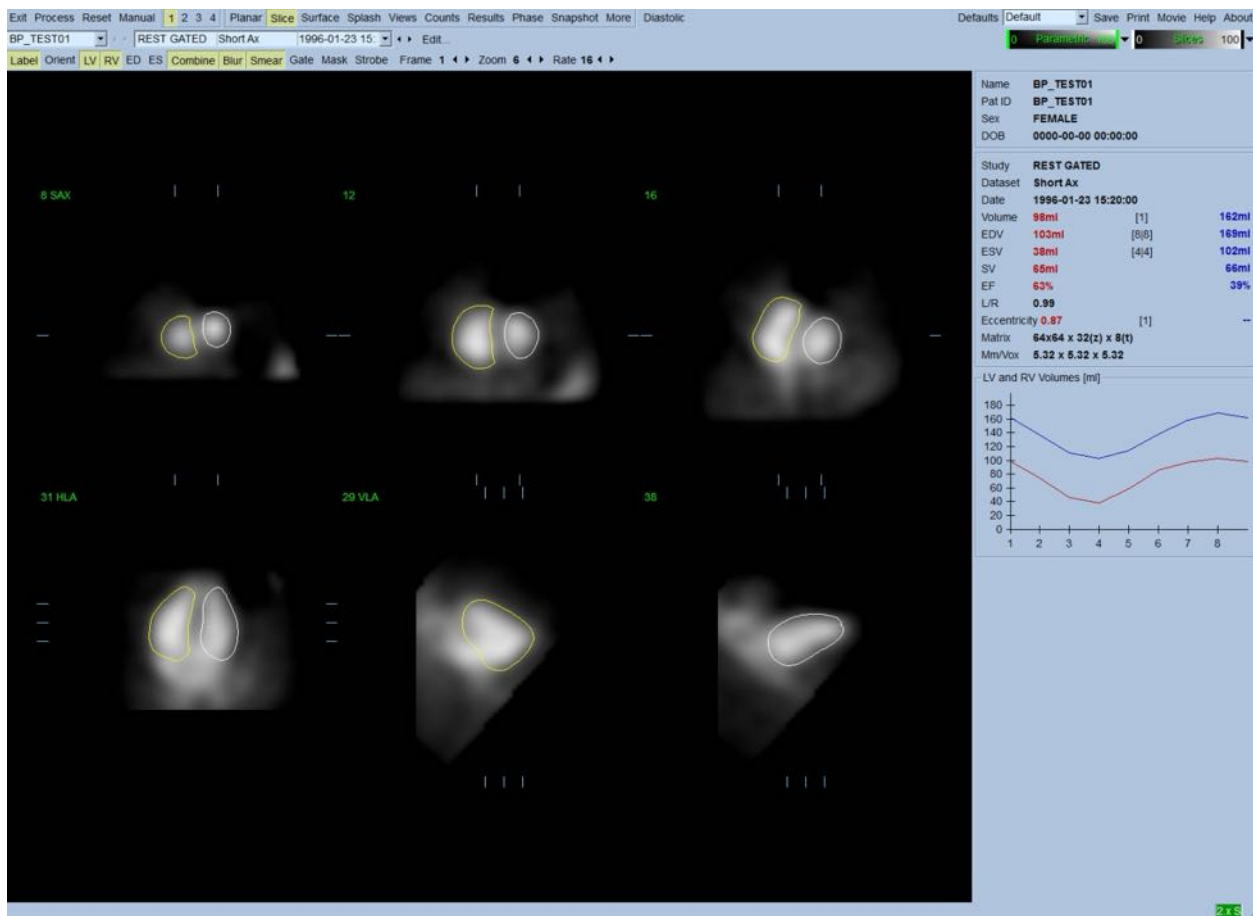 Exit Process Reset Manual 1 2 3 4 Planar Slice Surface Splash Views Counts Results Phase Snapshot More Diastolic Defaults Default Save Print Movie Help About
BP_TEST01 REST GATED Short Ax 1996-01-23 15: Edit... 0 Parametric 0 Slices 100
Label Orient LV RV ED ES Combine Blur Smear Gate Mask Strobe Frame 1 Zoom 6 Rate 16
Name BP_TEST01
Pat ID BP_TEST01
Sex FEMALE
DOB 0000-00-00 00:00:00
Study REST GATED
Dataset Short Ax
Date 1996-01-23 15:20:00
Volume 98ml [1] 162ml
EDV 103ml [8|8] 169ml
ESV 38ml [4|4] 102ml
SV 65ml 66ml
EF 63% 39%
L/R 0.99
Eccentricity 0.87 [1] --
Matrix 64x64 x 32(z) x 8(t)
Mm/Vox 5.32 x 5.32 x 5.32
LV and RV Volumes [ml]
180
160
140
120
100
80
60
40
20
0
1 2 3 4 5 6 7 8
8 SAX 12 16
31 HLA 29 VLA 38
2 x S